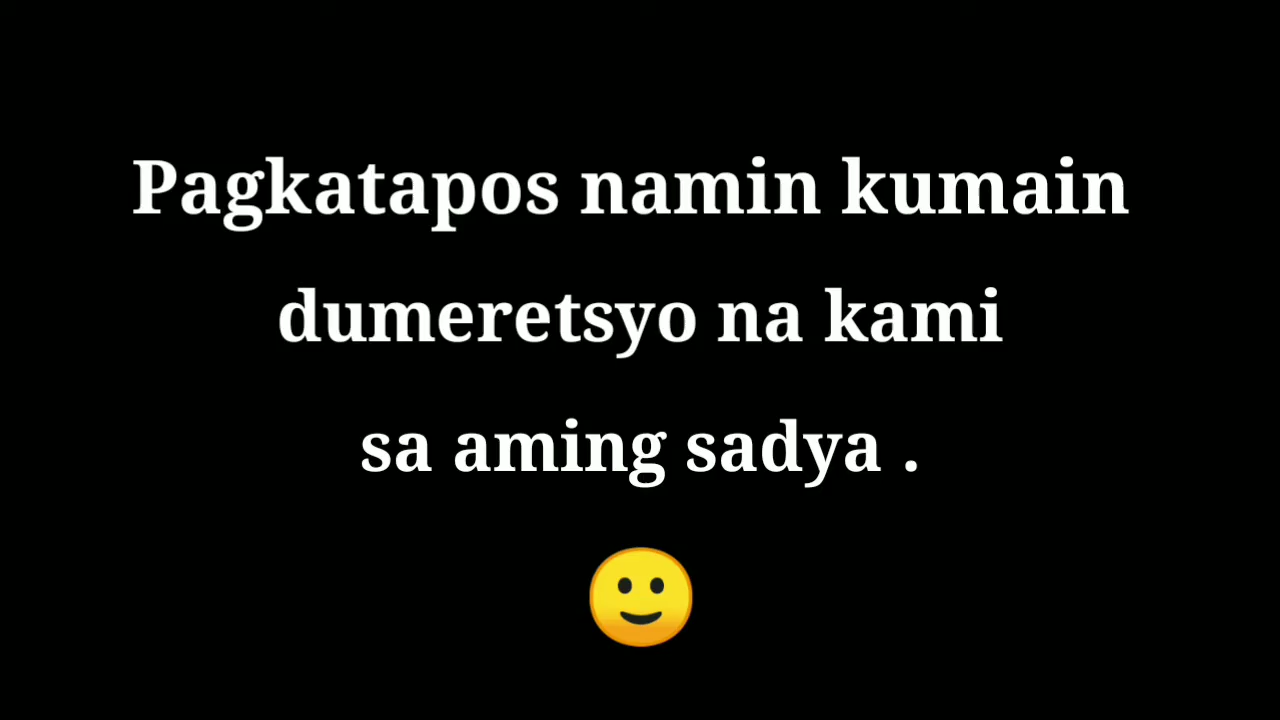 Pagkatapos namin kumain
dumeretsyo na kami
sa aming sadya .
🙂